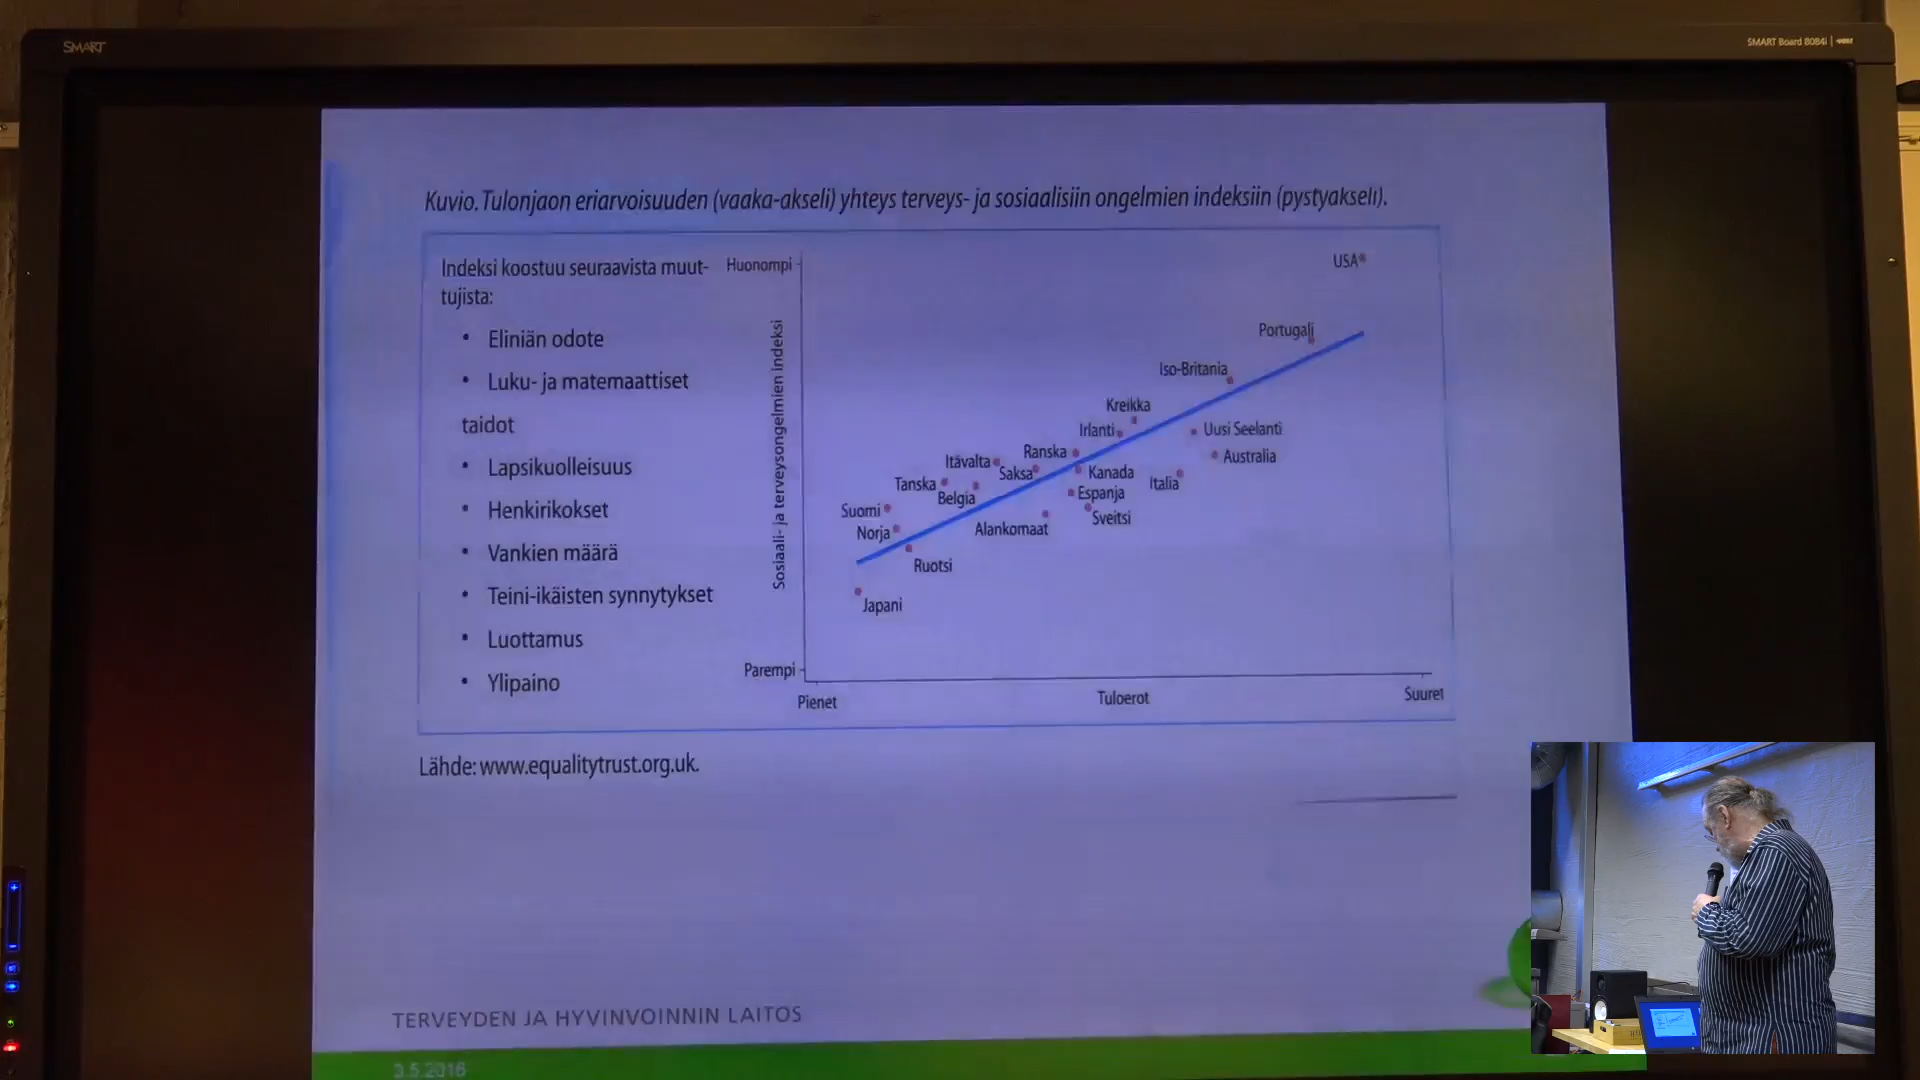 SMART
SMART Board 8084i
Kuvio. Tulonjaon eriarvoisuuden (vaaka-akseli) yhteys terveys- ja sosiaalisiin ongelmien indeksiin (pystyakseli).
Indeksi koostuu seuraavista muut-
tujista:
• Eliniän odote
• Luku- ja matemaattiset
taidot
• Lapsikuolleisuus
• Henkirikokset
• Vankien määrä
• Teini-ikäisten synnytykset
• Luottamus
• Ylipaino
Huonompi
Sosiaali- ja terveysongelmien indeksi
Parempi
USA
Portugali
Iso-Britania
Kreikka
Irlanti
Uusi Seelanti
Ranska
Australia
Itävalta
Saksa
Kanada
Italia
Tanska
Belgia
Espanja
Suomi
Sveitsi
Norja
Alankomaat
Ruotsi
Japani
Pienet
Tuloerot
Suuret
Lähde: www.equalitytrust.org.uk.
TERVEYDEN JA HYVINVOINNIN LAITOS
3.5.2016